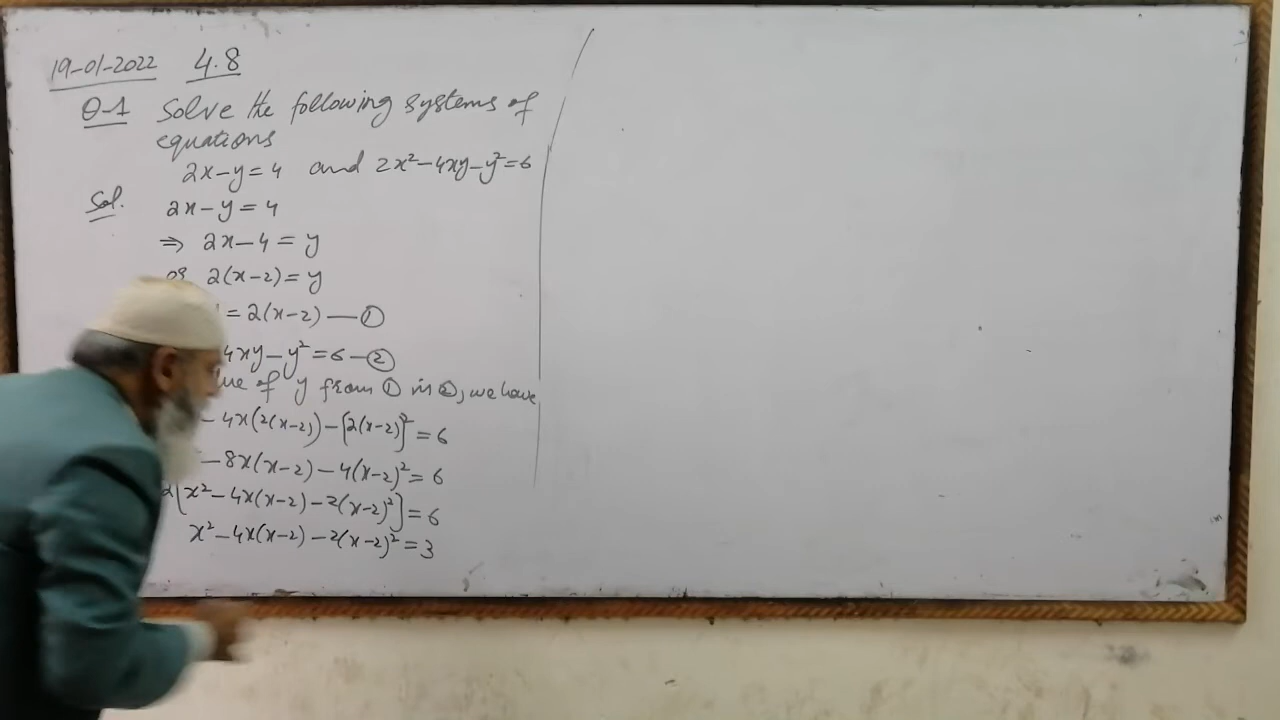 19-01-2022 4.8
Q-1 Solve the following systems of
equations
2x-y=4 and 2x²-4xy-y²=6
Sol. 2x-y=4
⇒ 2x-4=y
or 2(x-2)=y
=2(x-2) — ①
4xy-y²=6 — ②
of y from ① in ②, we have
- 4x(2(x-2))-[2(x-2)]²=6
-8x(x-2)-4(x-2)²=6
2[x²-4x(x-2)-2(x-2)²]=6
x²-4x(x-2)-2(x-2)²=3